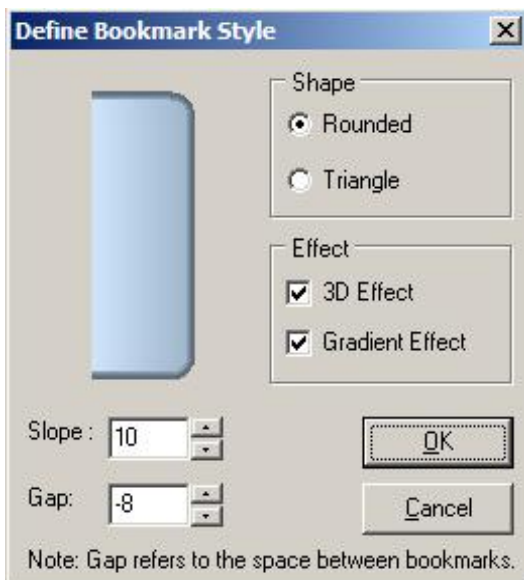 Define Bookmark Style
Shape
Rounded
Triangle
Effect
3D Effect
Gradient Effect
Slope : 10
OK
Gap: -8
Cancel
Note: Gap refers to the space between bookmarks.